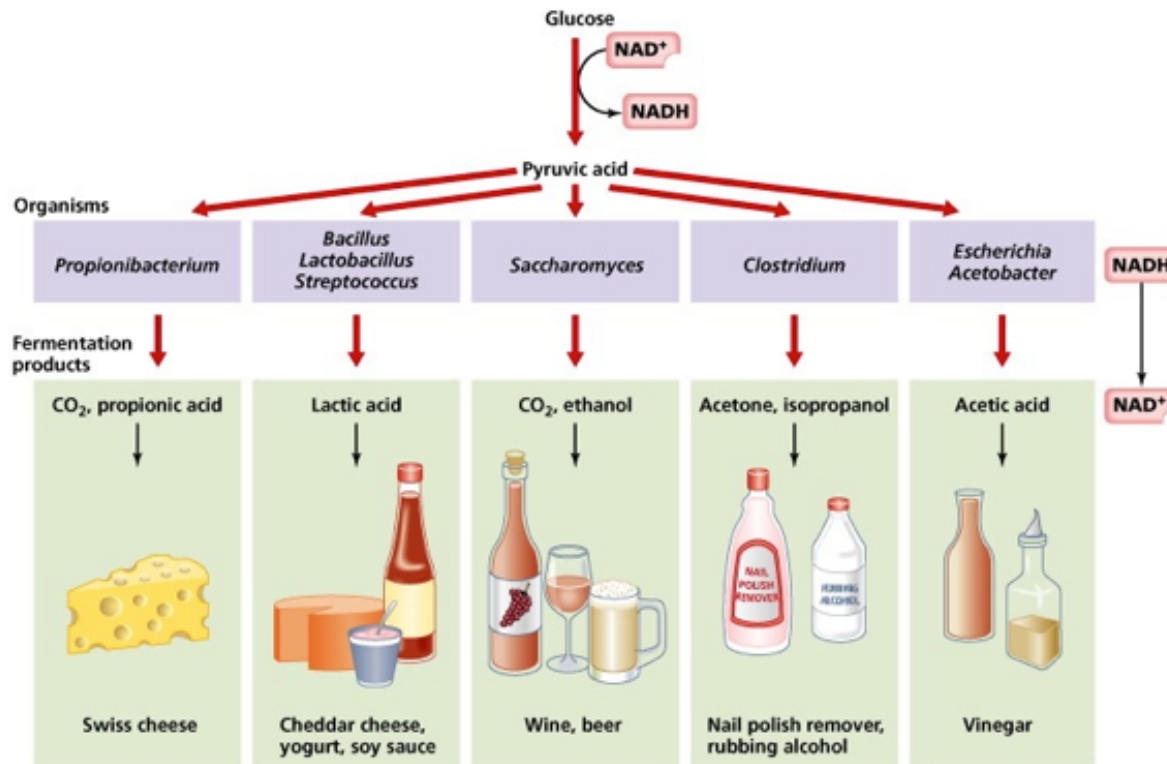 Glucose
NAD⁺
NADH
Pyruvic acid
Organisms
Propionibacterium
Bacillus
Lactobacillus
Streptococcus
Saccharomyces
Clostridium
Escherichia
Acetobacter
NADH
Fermentation
products
CO₂, propionic acid
Lactic acid
CO₂, ethanol
Acetone, isopropanol
Acetic acid
NAD⁺
NAIL
POLISH
REMOVER
RUBBING
ALCOHOL
Swiss cheese
Cheddar cheese,
yogurt, soy sauce
Wine, beer
Nail polish remover,
rubbing alcohol
Vinegar